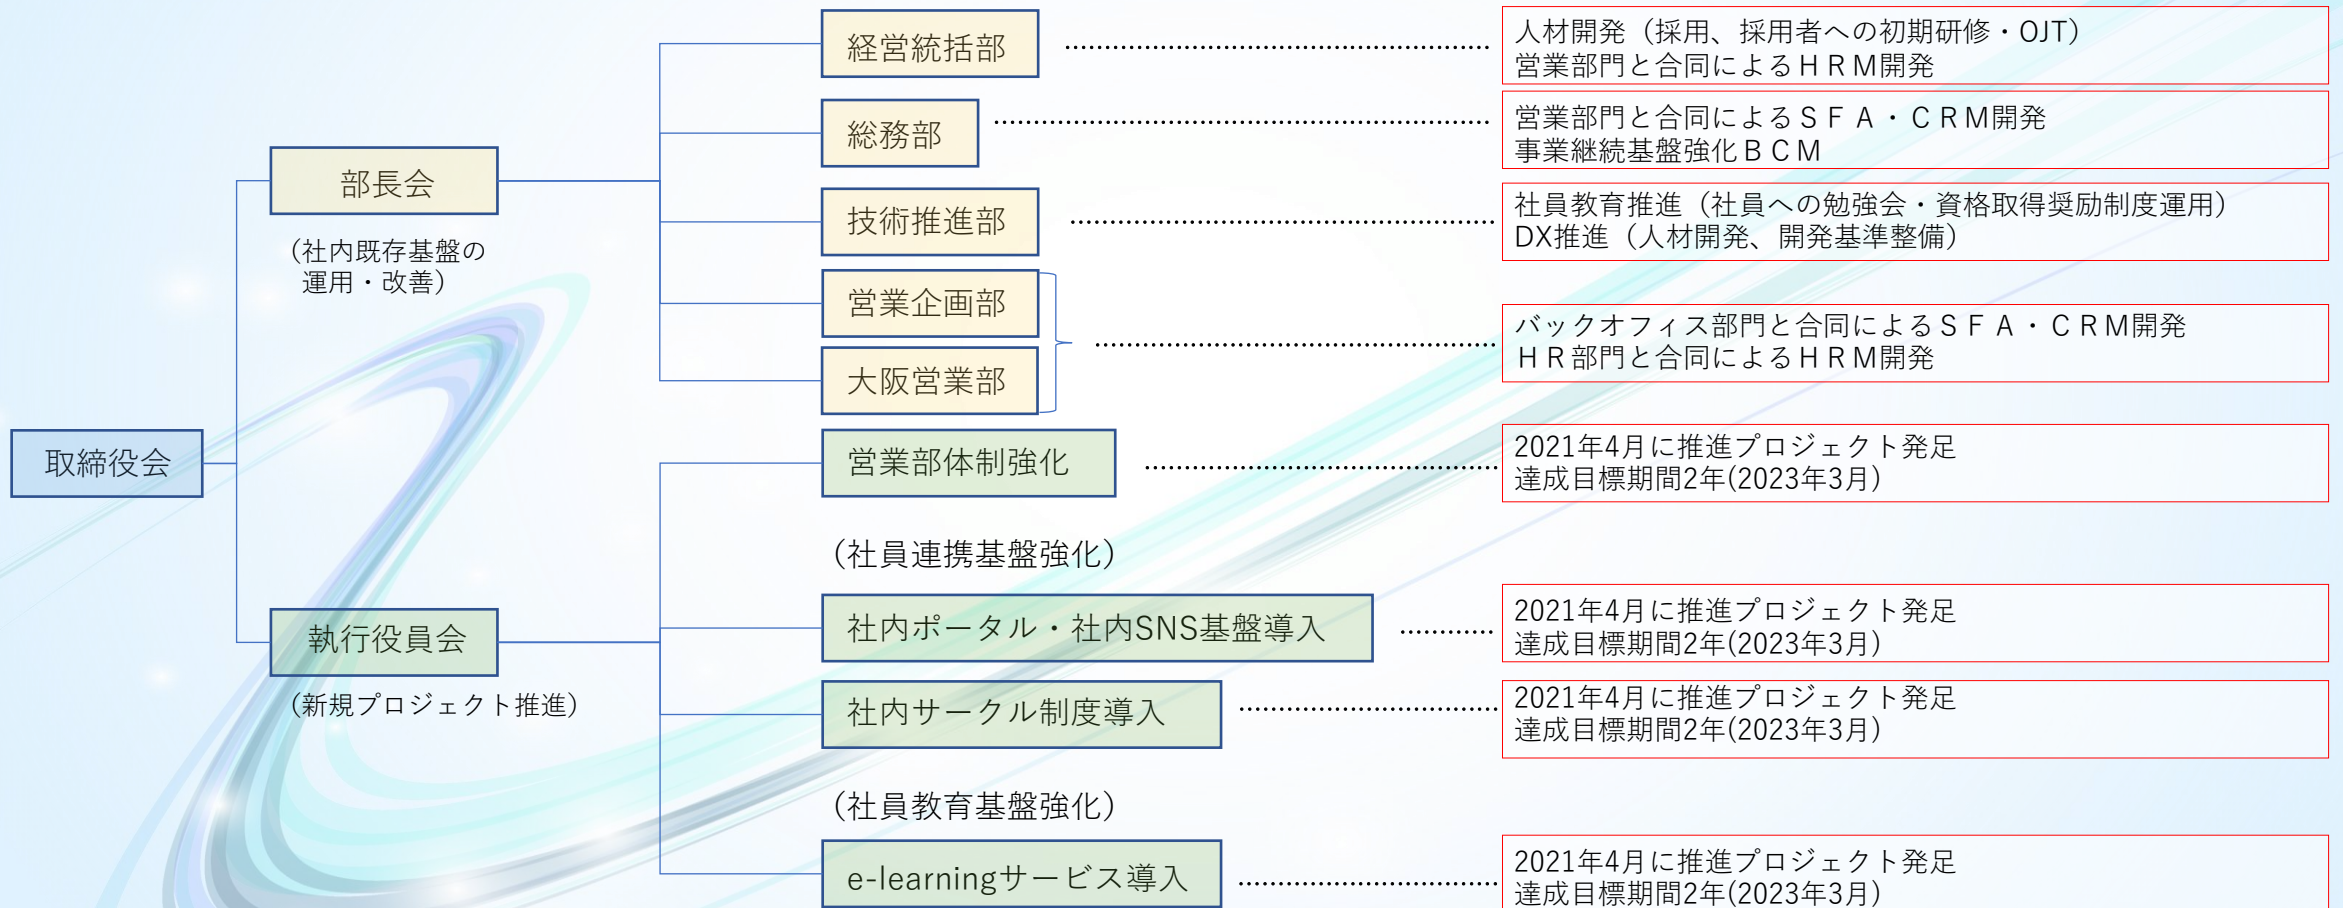 取締役会
部長会
（社内既存基盤の
運用・改善）
経営統括部
人材開発（採用、採用者への初期研修・OJT）
営業部門と合同によるＨＲＭ開発
総務部
営業部門と合同によるＳＦＡ・ＣＲＭ開発
事業継続基盤強化ＢＣＭ
技術推進部
社員教育推進（社員への勉強会・資格取得奨励制度運用）
DX推進（人材開発、開発基準整備）
営業企画部
大阪営業部
バックオフィス部門と合同によるＳＦＡ・ＣＲＭ開発
ＨＲ部門と合同によるＨＲＭ開発
執行役員会
（新規プロジェクト推進）
営業部体制強化
2021年4月に推進プロジェクト発足
達成目標期間2年(2023年3月)
（社員連携基盤強化）
社内ポータル・社内SNS基盤導入
2021年4月に推進プロジェクト発足
達成目標期間2年(2023年3月)
社内サークル制度導入
2021年4月に推進プロジェクト発足
達成目標期間2年(2023年3月)
（社員教育基盤強化）
e-learningサービス導入
2021年4月に推進プロジェクト発足
達成目標期間2年(2023年3月)